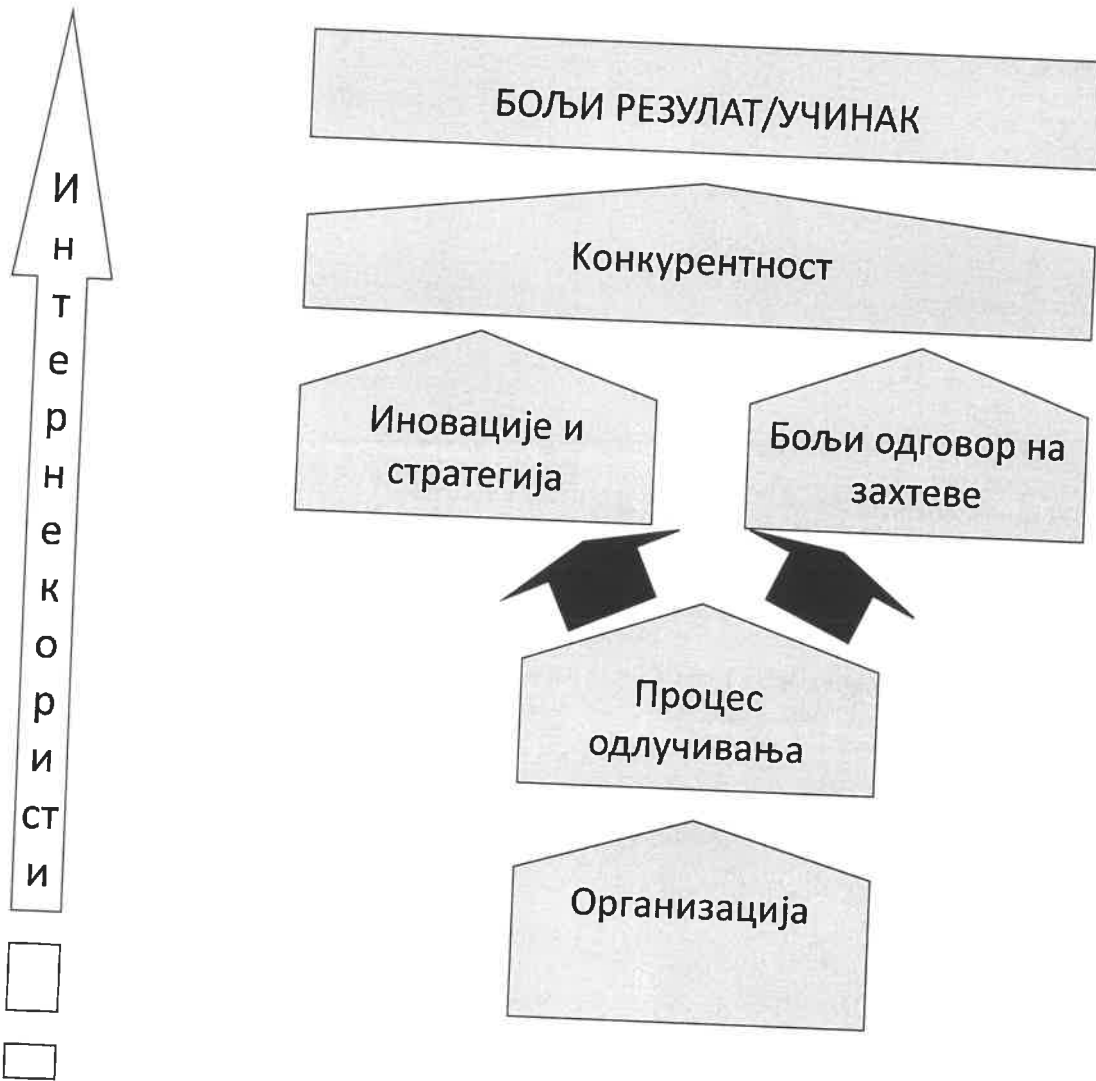 БОЉИ РЕЗУЛАТ/УЧИНАК
Конкурентност
Иновације и
стратегија
Бољи одговор на
захтеве
Процес
одлучивања
Организација
И
н
т
е
р
н
е
к
о
р
и
ст
и